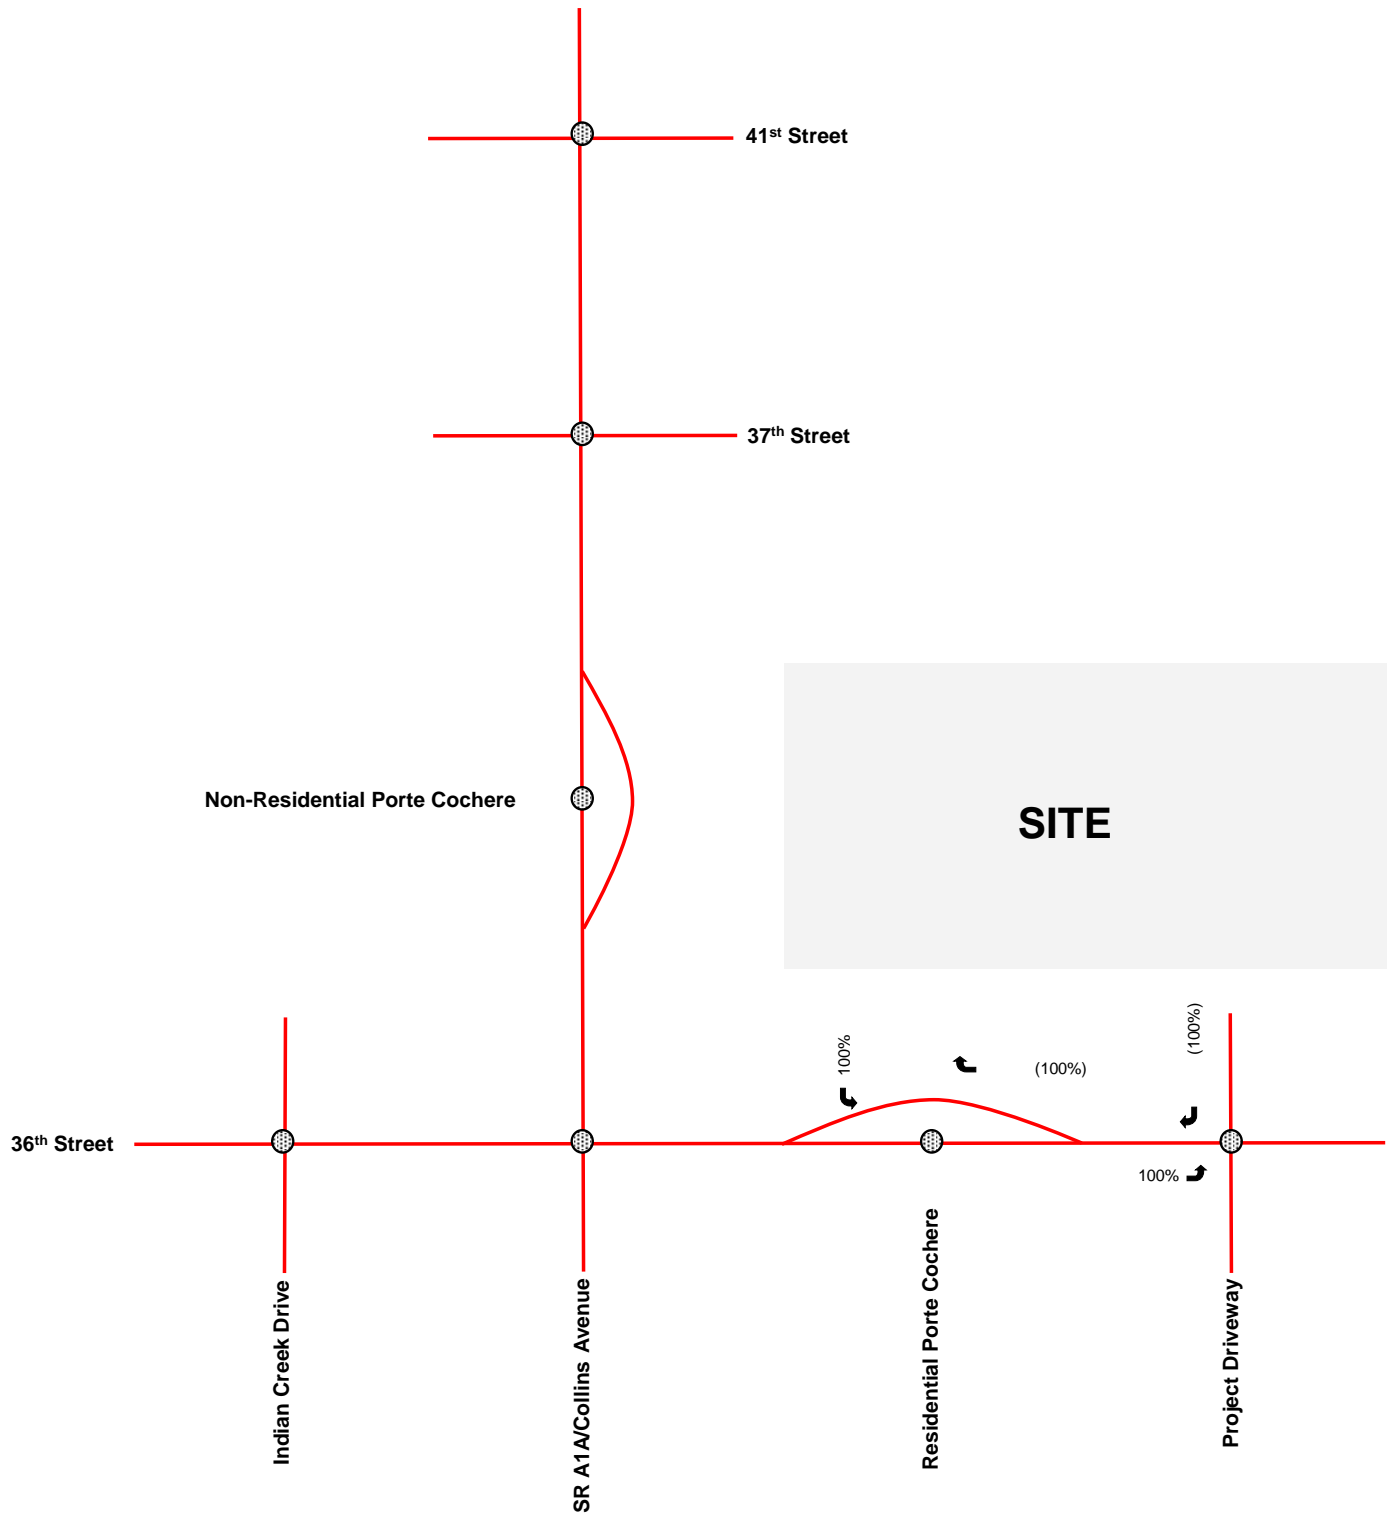 41st Street
37th Street
Non-Residential Porte Cochere
SITE
100%
(100%)
(100%)
36th Street
100%
Indian Creek Drive
SR A1A/Collins Avenue
Residential Porte Cochere
Project Driveway